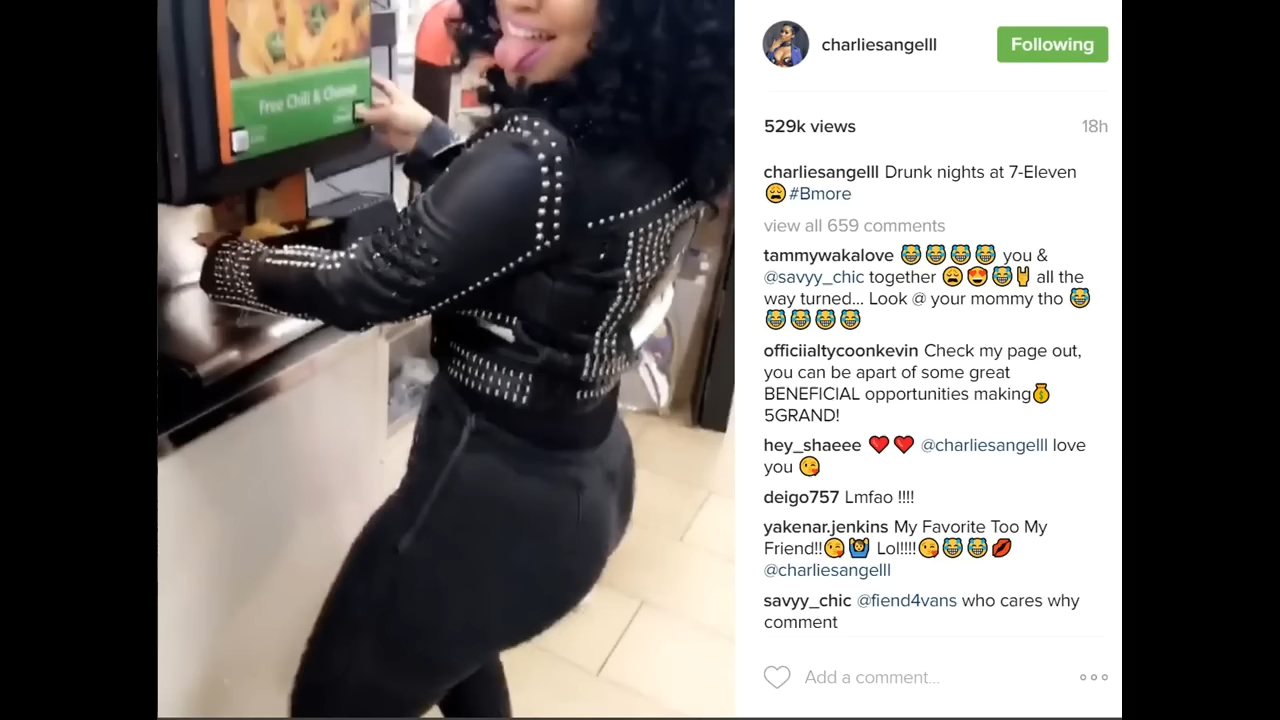 Free Chili & Cheese
charliesangelll
Following
529k views
18h
charliesangelll Drunk nights at 7-Eleven
😩#Bmore
view all 659 comments
tammywakalove 😹😹😹😹 you &
@savyy_chic together 😩😍😹🤘 all the
way turned... Look @ your mommy tho 😹
😹😹😹😹
officiialtycoonkevin Check my page out,
you can be apart of some great
BENEFICIAL opportunities making💰
5GRAND!
hey_shaeee ❤️❤️ @charliesangelll love
you 😘
deigo757 Lmfao !!!!
yakenar.jenkins My Favorite Too My
Friend!!😘🙆 Lol!!!!😘😹😹💋
@charliesangelll
savyy_chic @fiend4vans who cares why
comment
Add a comment...